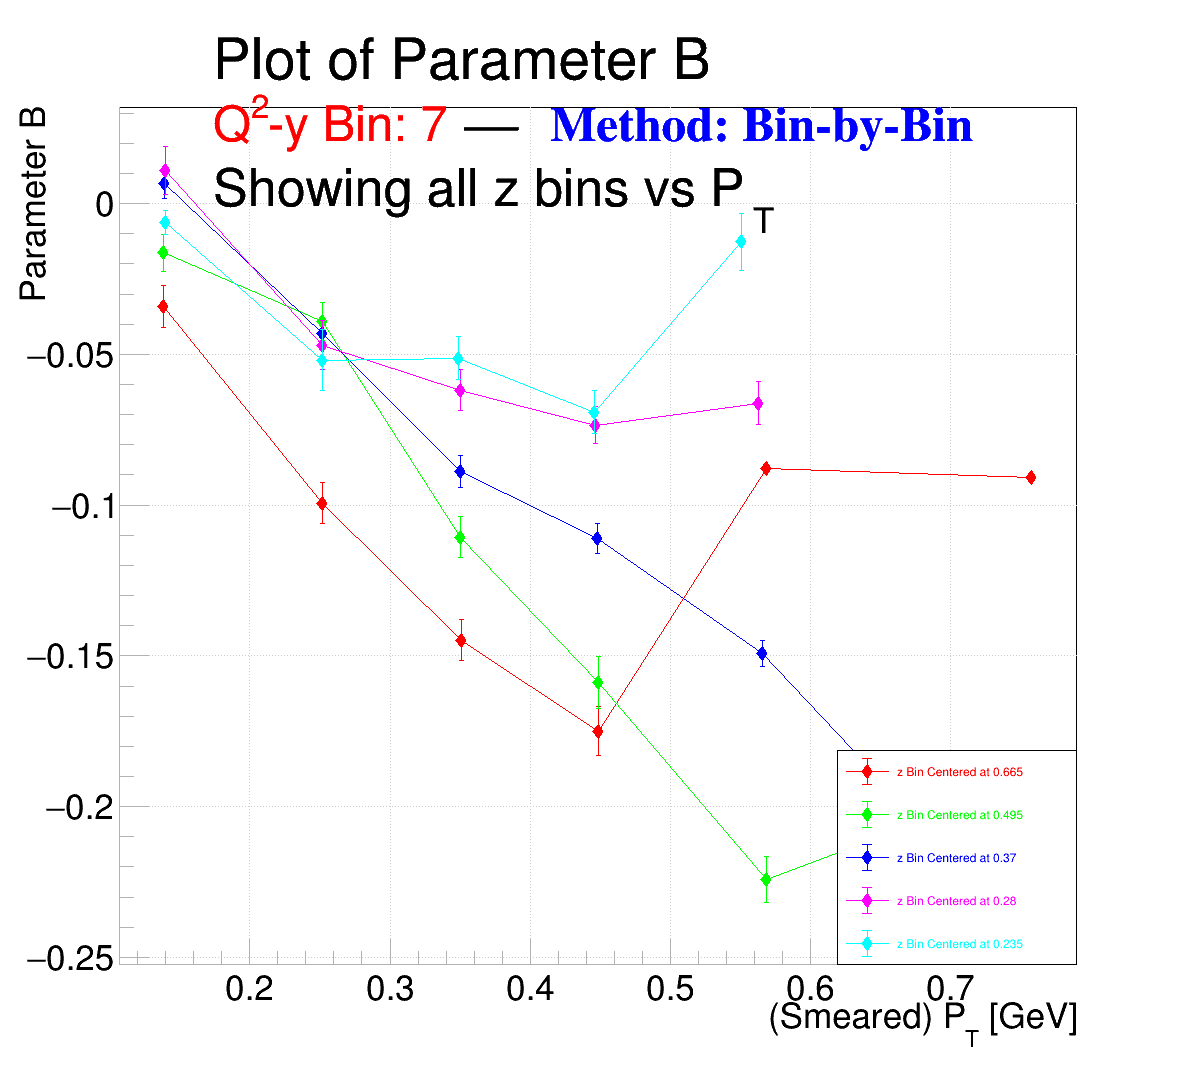 Plot of Parameter B
Q²-y Bin: 7 — Method: Bin-by-Bin
Showing all z bins vs P_T
Parameter B
0
−0.05
−0.1
−0.15
−0.2
−0.25
z Bin Centered at 0.665
z Bin Centered at 0.495
z Bin Centered at 0.37
z Bin Centered at 0.28
z Bin Centered at 0.235
0.2 0.3 0.4 0.5 0.6 0.7
(Smeared) P_T [GeV]